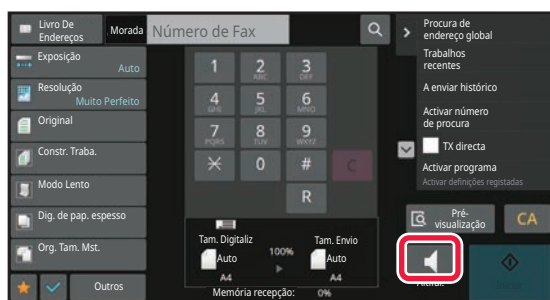 Livro De
Endereços
Morada
Número de Fax
Procura de
endereço global
Exposição
Auto
Trabalhos
recentes
Resolução
Muito Perfeito
A enviar histórico
Original
Activar número
de procura
Constr. Traba.
TX directa
Modo Lento
Activar programa
Activar definições registadas
Dig. de pap. espesso
Org. Tam. Mst.
Outros
1
2
ABC
3
DEF
4
GHI
5
JKL
6
MNO
7
PQRS
8
TUV
9
WXYZ
0
#
C
R
Tam. Digitaliz
100%
Tam. Envio
Auto
Auto
A4
A4
Memória recepção: 0%
Pré-
visualização
CA